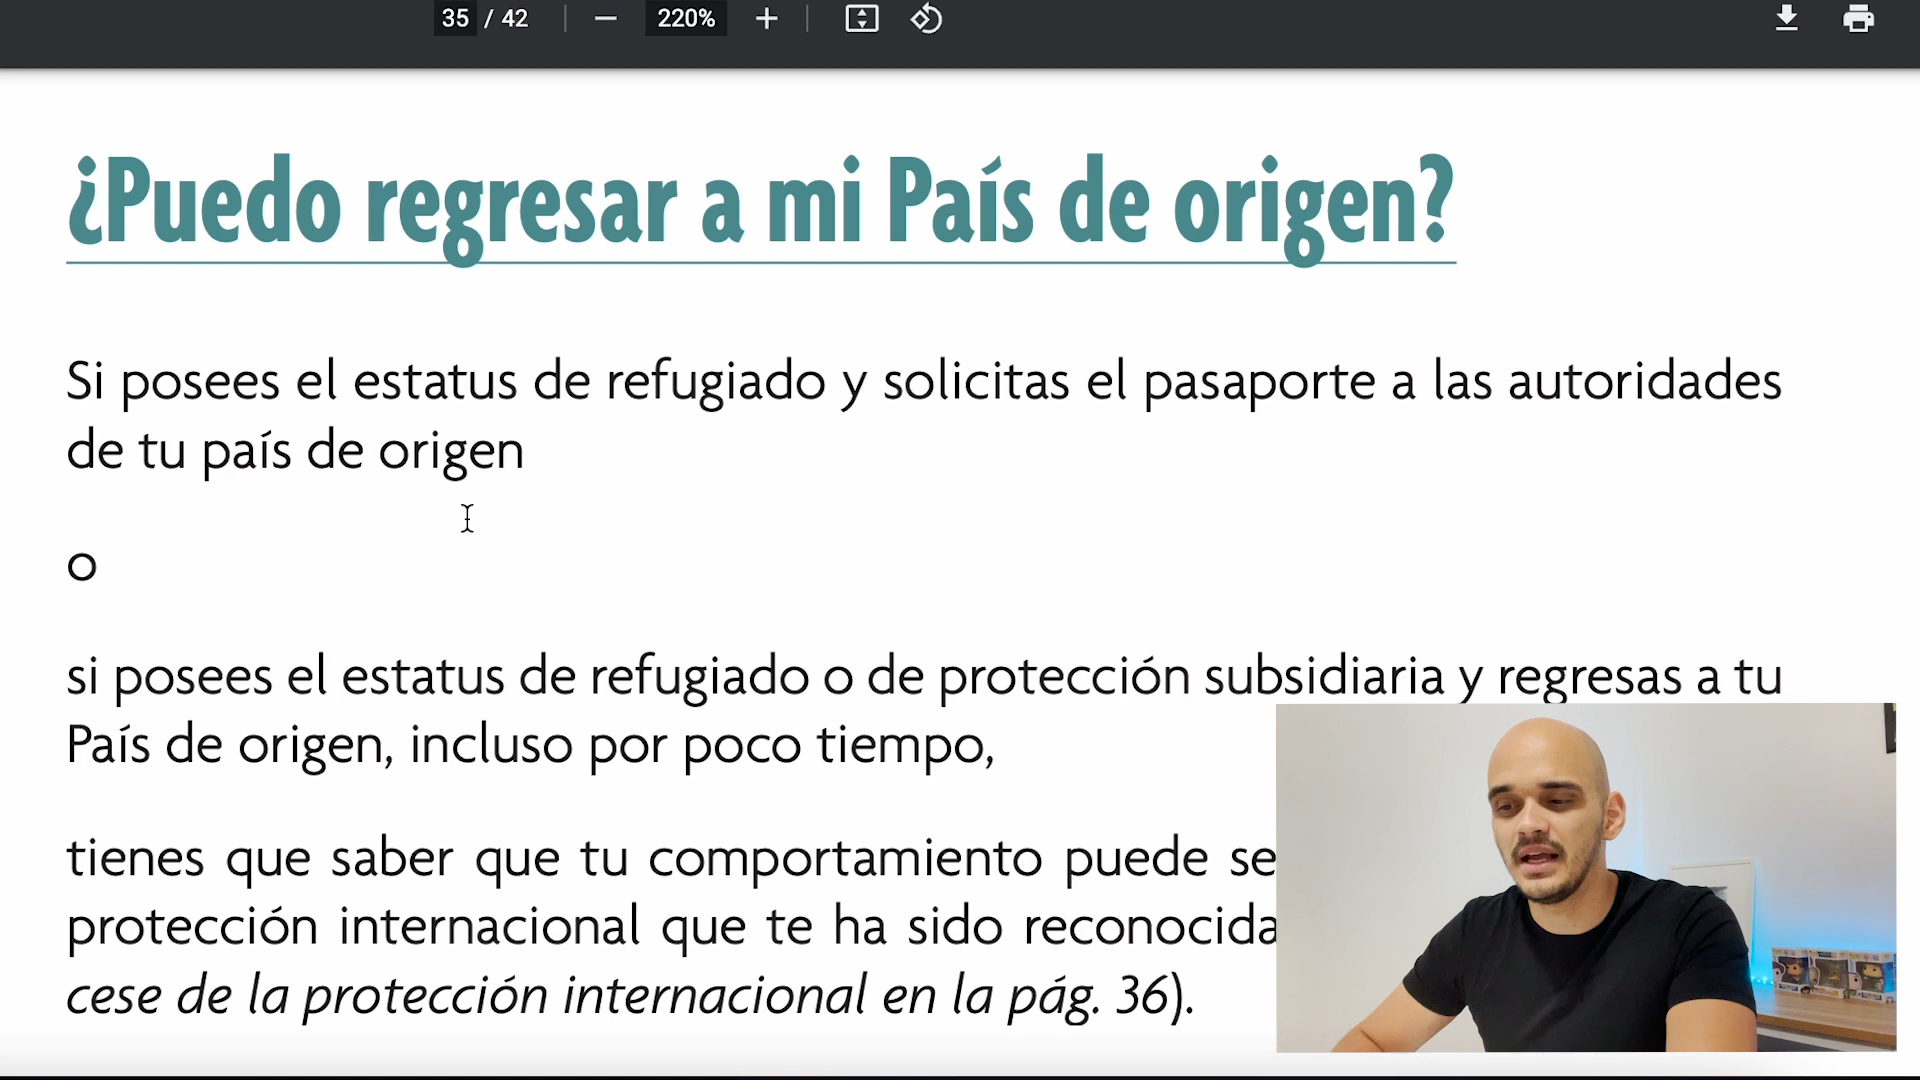 35 / 42
220%
¿Puedo regresar a mi País de origen?
Si posees el estatus de refugiado y solicitas el pasaporte a las autoridades
de tu país de origen
o
si posees el estatus de refugiado o de protección subsidiaria y regresas a tu
País de origen, incluso por poco tiempo,
tienes que saber que tu comportamiento puede se
protección internacional que te ha sido reconocida
cese de la protección internacional en la pág. 36).